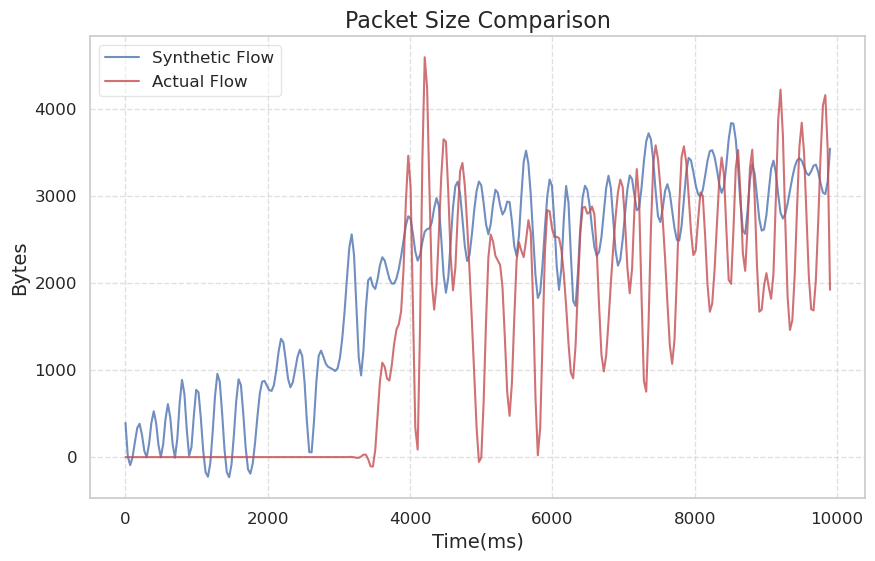 Packet Size Comparison
Synthetic Flow
Actual Flow
Bytes
4000
3000
2000
1000
0
0 2000 4000 6000 8000 10000
Time(ms)